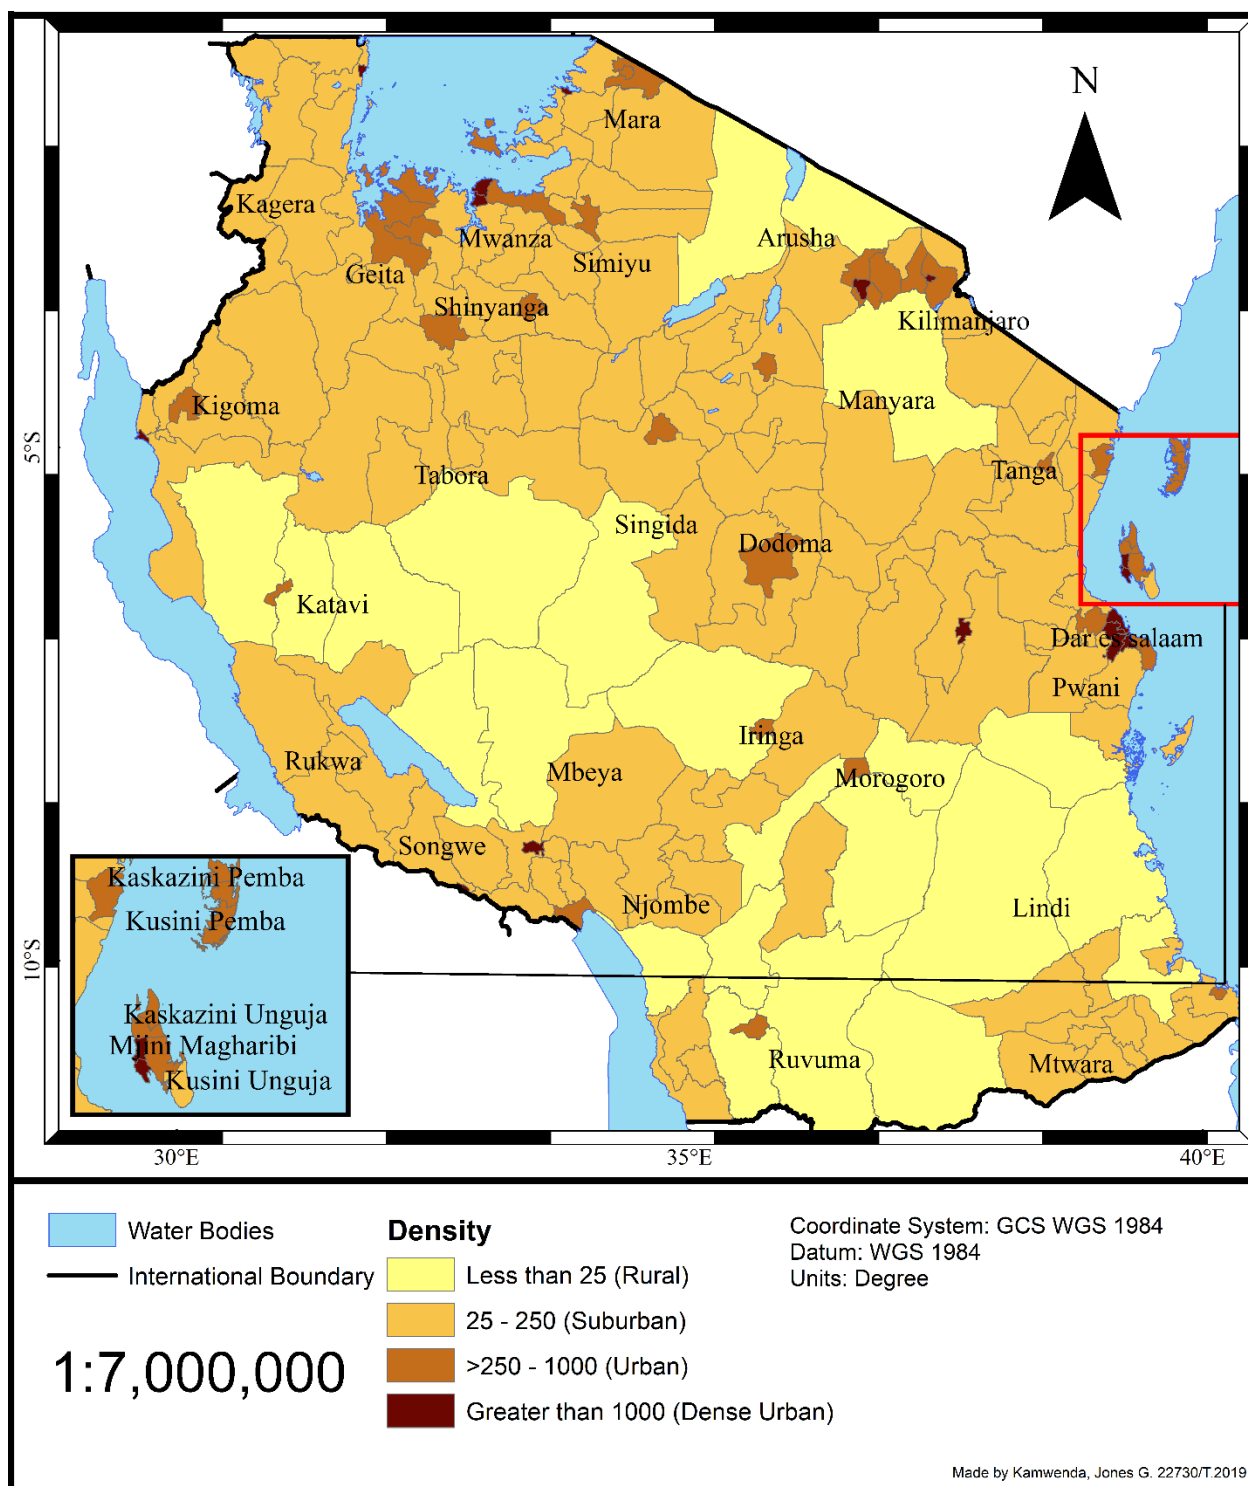 N
Mara
Kagera
Mwanza
Arusha
Simiyu
Geita
Shinyanga
Kilimanjaro
Kigoma
Manyara
5°S
Tabora
Tanga
Singida
Dodoma
Katavi
Dar es salaam
Pwani
Iringa
Rukwa
Mbeya
Morogoro
Songwe
Njombe
Lindi
10°S
Kaskazini Pemba
Kusini Pemba
Kaskazini Unguja
Mjini Magharibi
Kusini Unguja
Ruvuma
Mtwara
30°E
35°E
40°E
Water Bodies
International Boundary
1:7,000,000
Density
Less than 25 (Rural)
25 - 250 (Suburban)
>250 - 1000 (Urban)
Greater than 1000 (Dense Urban)
Coordinate System: GCS WGS 1984
Datum: WGS 1984
Units: Degree
Made by Kamwenda, Jones G. 22730/T.2019